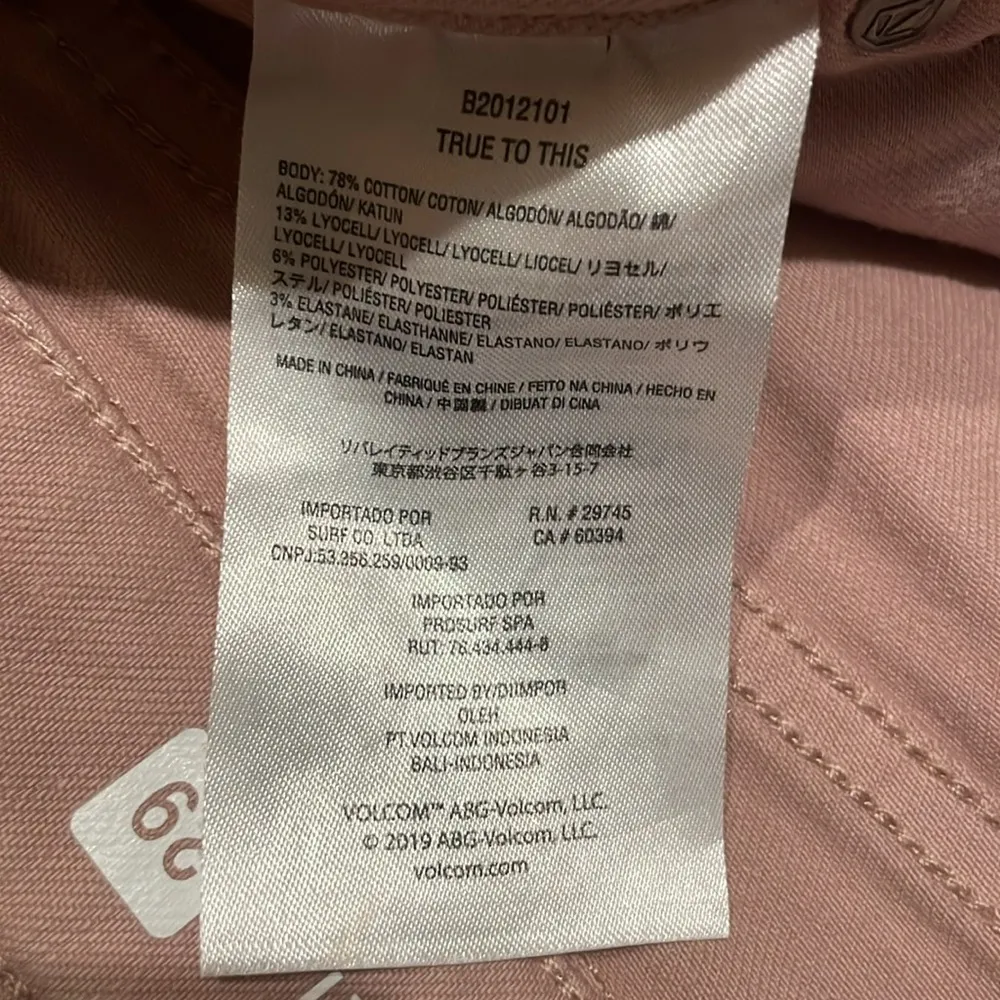 B2012101
TRUE TO THIS
BODY: 78% COTTON/ COTON/ ALGODÓN/ ALGODÃO/ 綿/
ALGODÓN/ KATUN
13% LYOCELL/ LYOCELL/ LYOCELL/ LIOCEL/ リヨセル/
LYOCELL/ LYOCELL
6% POLYESTER/ POLYESTER/ POLIÉSTER/ POLIÉSTER/ ポリエ
ステル/ POLIÉSTER/ POLIESTER
3% ELASTANE/ ELASTHANNE/ ELASTANO/ ELASTANO/ ポリウ
レタン/ ELASTANO/ ELASTAN
MADE IN CHINA / FABRIQUÉ EN CHINE / FEITO NA CHINA / HECHO EN
CHINA / 中国製 / DIBUAT DI CINA
リバレイティッドブランズジャパン合同会社
東京都渋谷区千駄ヶ谷3-15-7
IMPORTADO POR
SURF CO. LTDA
CNPJ:53.356.259/0009-93
R.N. # 29745
CA # 60394
IMPORTADO POR
PROSURF SPA
RUT: 76.434.444-8
IMPORTED BY/DIIMPOR
OLEH
PT.VOLCOM INDONESIA
BALI-INDONESIA
VOLCOM™ ABG-Volcom, LLC.
© 2019 ABG-Volcom, LLC.
volcom.com